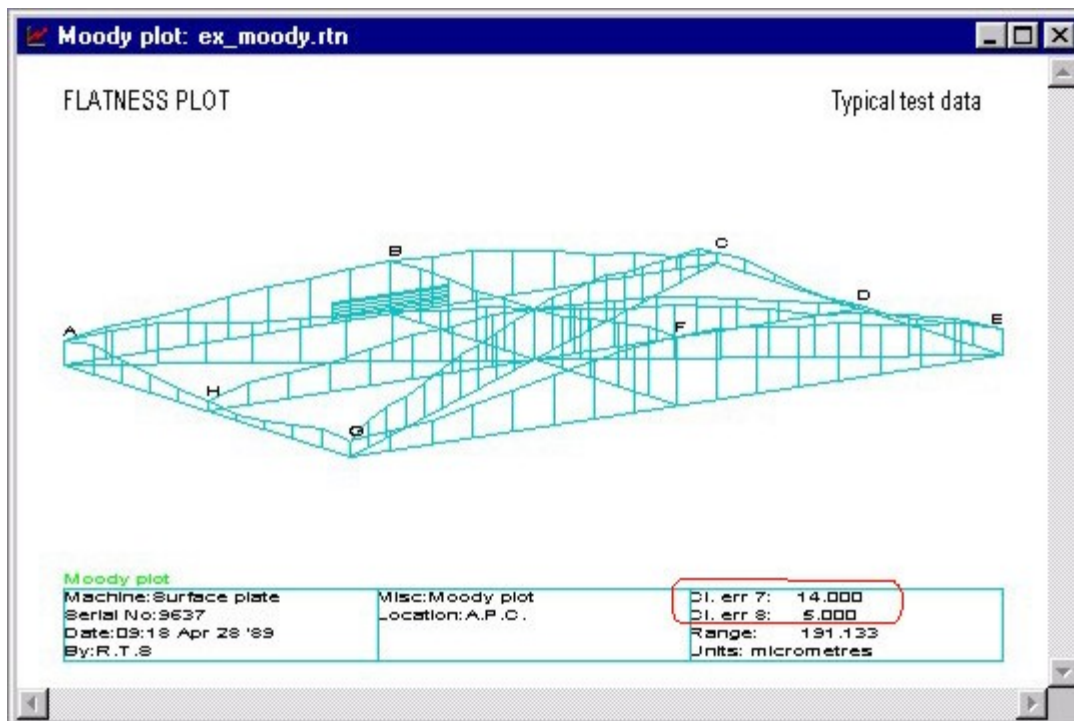 Moody plot: ex_moody.rtn
FLATNESS PLOT
Typical test data
B
C
A
D
E
F
H
G
Moody plot
Machine:Surface plate
Serial No:9637
Date:09:18 Apr 28 '89
By:R.T.S
Misc:Moody plot
Location:A.P.C.
Cl. err 7: 14.000
Cl. err 8: 5.000
Range: 191.133
Units: micrometres